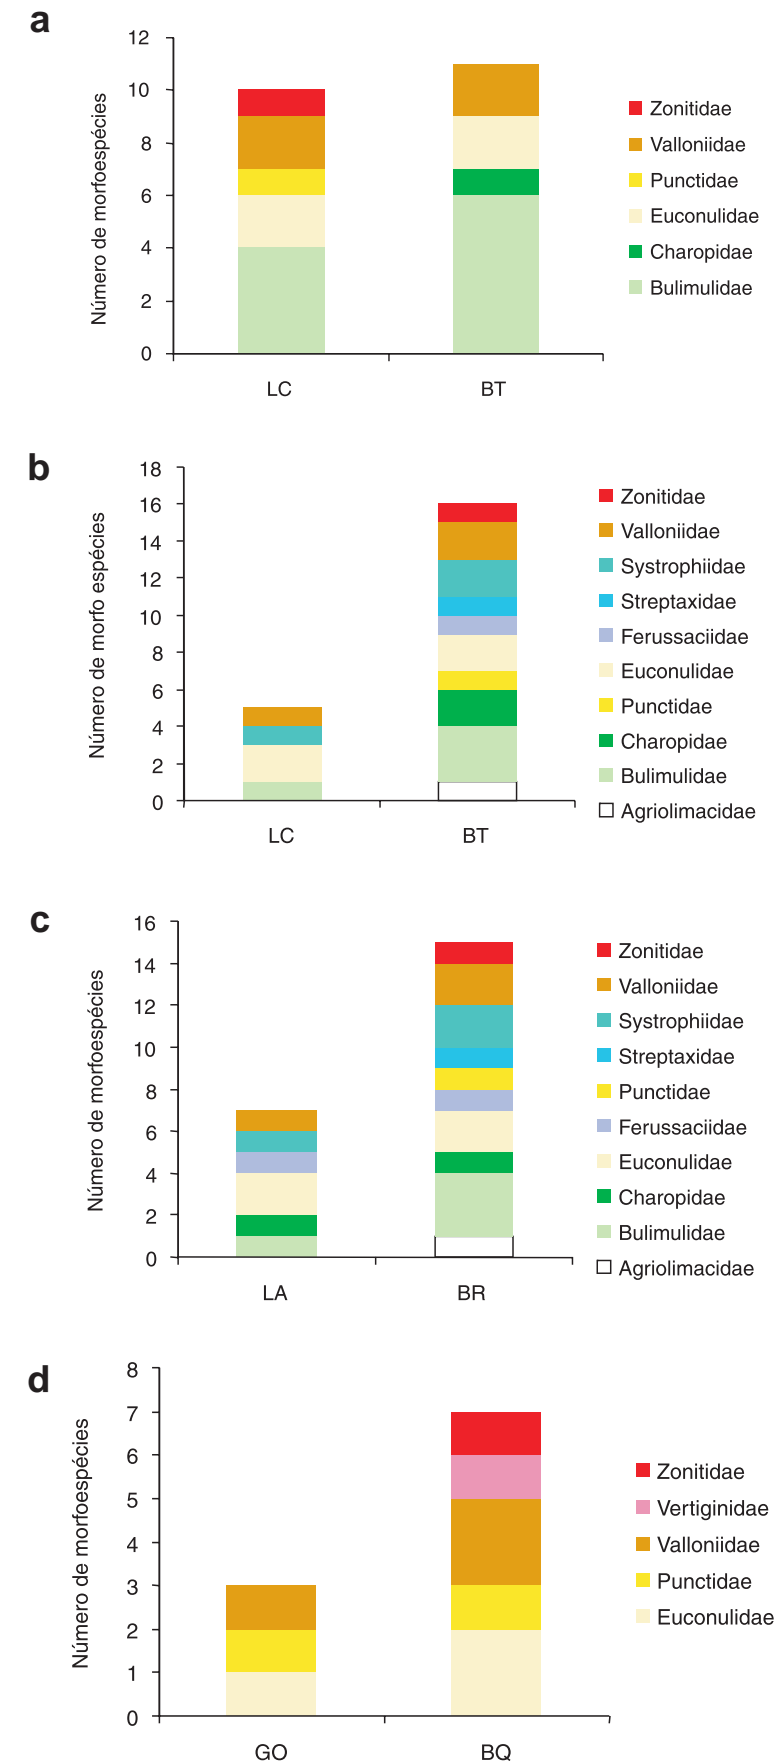 a
Número de morfoespécies
12
10
8
6
4
2
0
LC
BT
Zonitidae
Valloniidae
Punctidae
Euconulidae
Charopidae
Bulimulidae
b
Número de morfo espécies
18
16
14
12
10
8
6
4
2
0
LC
BT
Zonitidae
Valloniidae
Systrophiidae
Streptaxidae
Ferussaciidae
Euconulidae
Punctidae
Charopidae
Bulimulidae
Agriolimacidae
c
Número de morfoespécies
16
14
12
10
8
6
4
2
0
LA
BR
Zonitidae
Valloniidae
Systrophiidae
Streptaxidae
Punctidae
Ferussaciidae
Euconulidae
Charopidae
Bulimulidae
Agriolimacidae
d
Número de morfoespécies
8
7
6
5
4
3
2
1
0
GO
BQ
Zonitidae
Vertiginidae
Valloniidae
Punctidae
Euconulidae